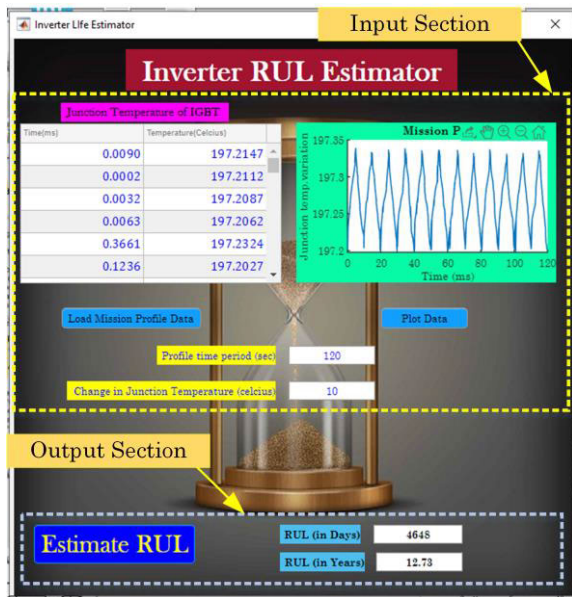 Input Section
Inverter LIfe Estimator
Inverter RUL Estimator
Junction Temperature of IGBT
Time(ms) Temperature(Celcius)
0.0090 197.2147
0.0002 197.2112
0.0032 197.2087
0.0063 197.2062
0.3661 197.2324
0.1236 197.2027
Mission P
Junction temp.variation
197.35
197.3
197.25
197.2
0 20 40 60 80 100 120
Time (ms)
Load Mission Profile Data
Plot Data
Profile time period (sec) 120
Change in Junction Temperature (celcius) 10
Output Section
Estimate RUL
RUL (in Days) 4648
RUL (in Years) 12.73